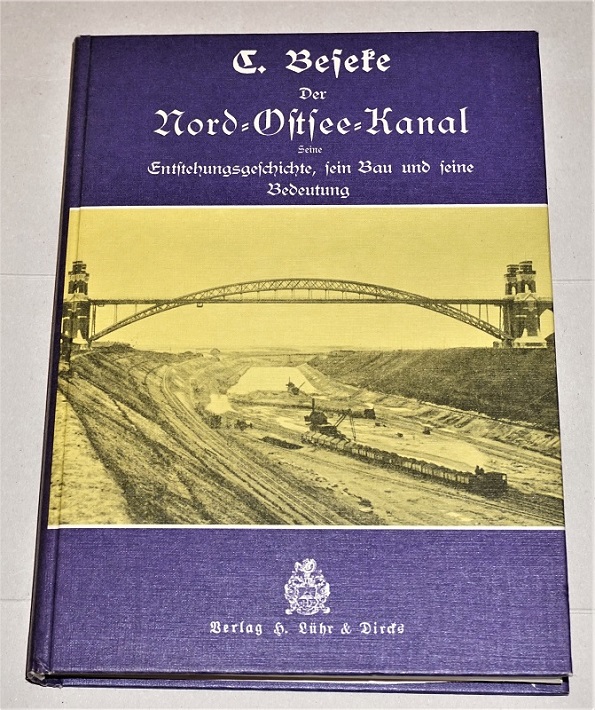 C. Beſeke
Der
Nord-Oſtſee-Kanal
Seine
Entſtehungsgeſchichte, ſein Bau und ſeine
Bedeutung
Verlag H. Lühr & Dircks